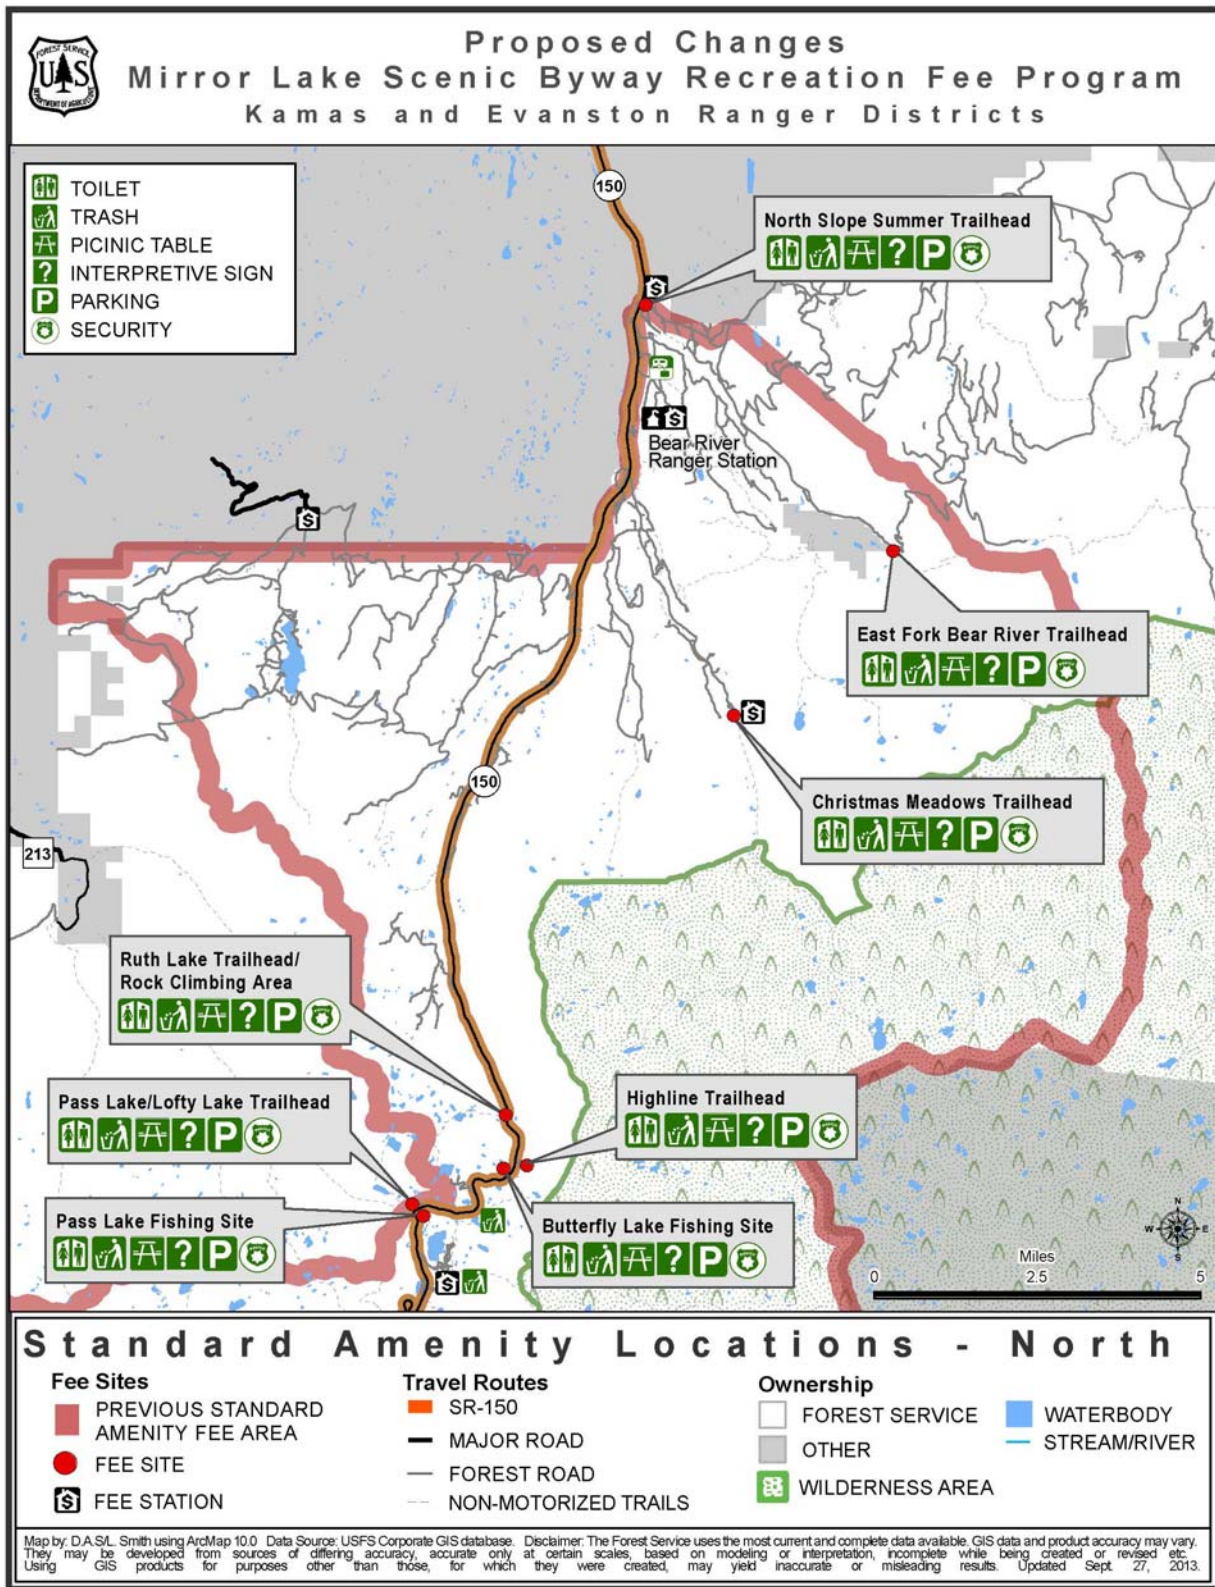 FOREST SERVICE
US
DEPARTMENT OF AGRICULTURE
Proposed Changes
Mirror Lake Scenic Byway Recreation Fee Program
Kamas and Evanston Ranger Districts
TOILET
TRASH
PICINIC TABLE
INTERPRETIVE SIGN
PARKING
SECURITY
150
North Slope Summer Trailhead
Bear River
Ranger Station
East Fork Bear River Trailhead
150
Christmas Meadows Trailhead
213
Ruth Lake Trailhead/
Rock Climbing Area
Pass Lake/Lofty Lake Trailhead
Highline Trailhead
Pass Lake Fishing Site
Butterfly Lake Fishing Site
N
W E
S
Miles
0 2.5 5
Standard Amenity Locations - North
Fee Sites
PREVIOUS STANDARD
AMENITY FEE AREA
FEE SITE
FEE STATION
Travel Routes
SR-150
MAJOR ROAD
FOREST ROAD
NON-MOTORIZED TRAILS
Ownership
FOREST SERVICE
OTHER
WILDERNESS AREA
WATERBODY
STREAM/RIVER
Map by: D.A.S/L. Smith using ArcMap 10.0 Data Source: USFS Corporate GIS database. Disclaimer: The Forest Service uses the most current and complete data available. GIS data and product accuracy may vary.
They may be developed from sources of differing accuracy, accurate only at certain scales, based on modeling or interpretation, incomplete while being created or revised etc.
Using GIS products for purposes other than those, for which they were created, may yield inaccurate or misleading results. Updated Sept. 27, 2013.